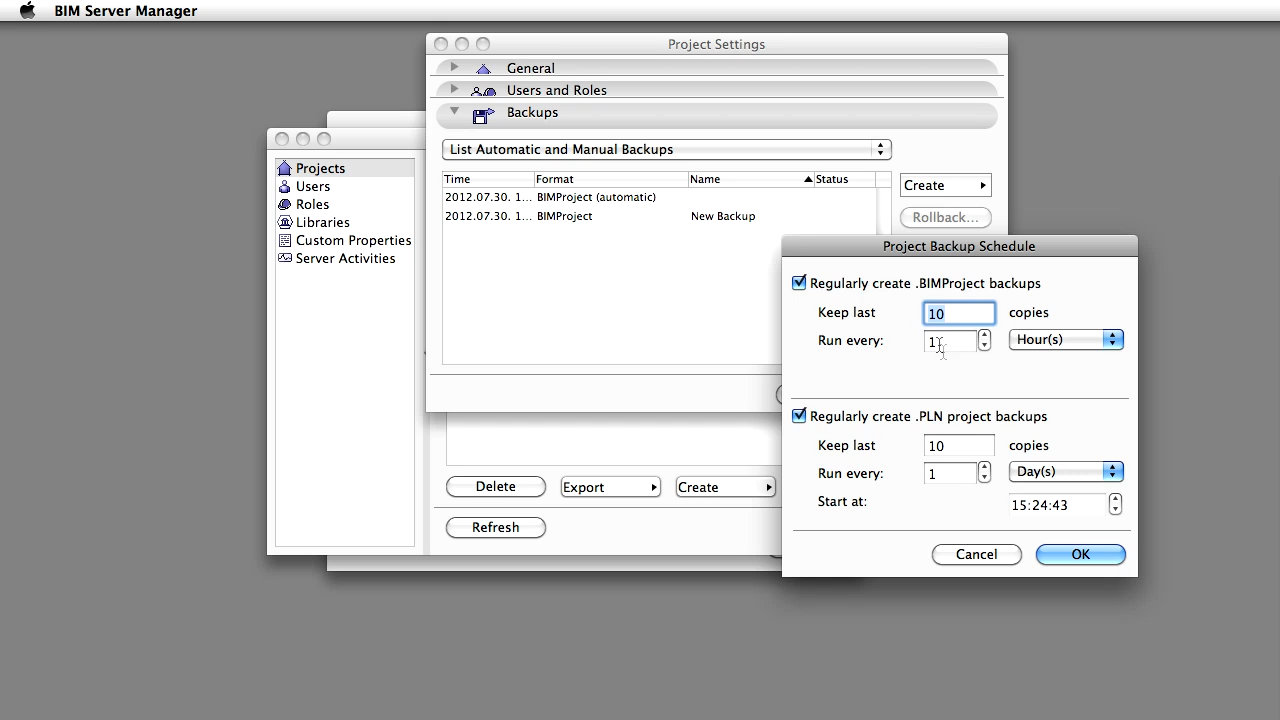 BIM Server Manager
Project Settings
General
Users and Roles
Backups
List Automatic and Manual Backups
Time Format Name Status
2012.07.30. 1... BIMProject (automatic)
2012.07.30. 1... BIMProject New Backup
Create
Rollback...
Projects
Users
Roles
Libraries
Custom Properties
Server Activities
Delete Export Create
Refresh
Project Backup Schedule
Regularly create .BIMProject backups
Keep last 10 copies
Run every: 1 Hour(s)
Regularly create .PLN project backups
Keep last 10 copies
Run every: 1 Day(s)
Start at: 15:24:43
Cancel OK